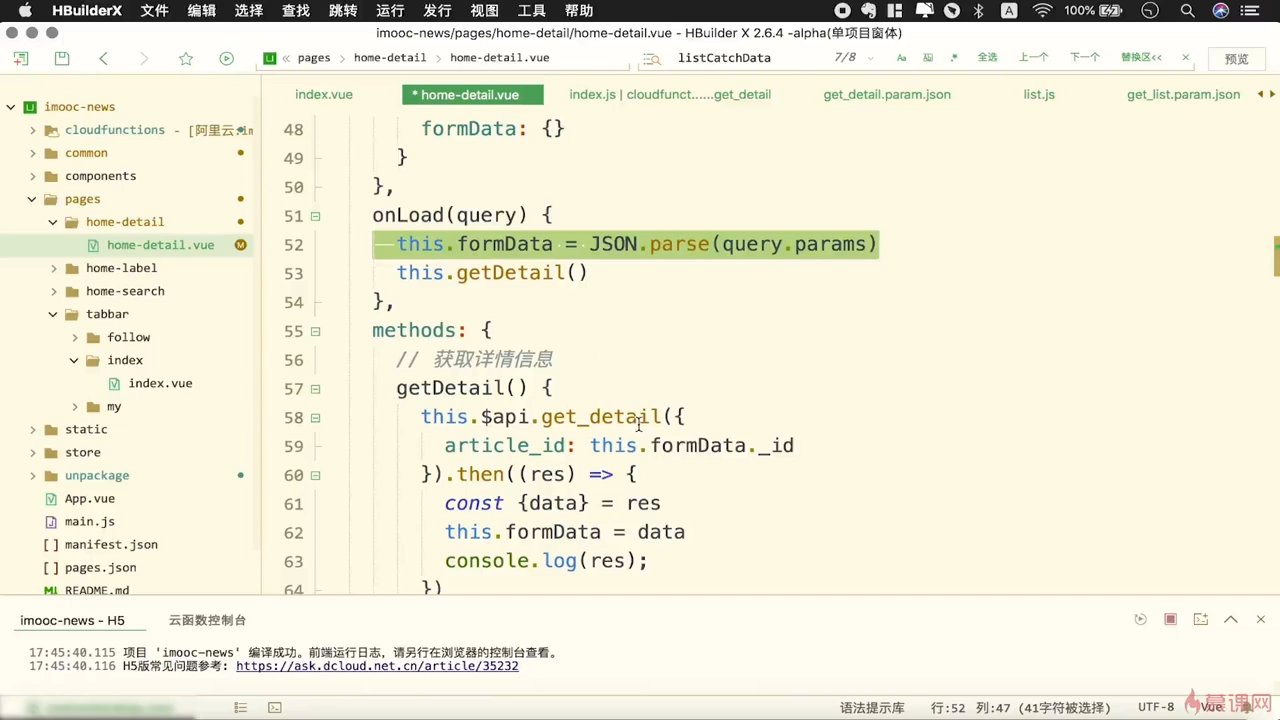 HBuilderX 文件 编辑 选择 查找 跳转 运行 发行 视图 工具 帮助 A 100%
imooc-news/pages/home-detail/home-detail.vue - HBuilder X 2.6.4 -alpha(单项目窗体)
pages home-detail home-detail.vue listCatchData 7/8 Aa 全选 上一个 下一个 替换区<< 预览
index.vue * home-detail.vue index.js | cloudfunct......get_detail get_detail.param.json list.js get_list.param.json
imooc-news
cloudfunctions - [阿里云:im
common
components
pages
home-detail
home-detail.vue
home-label
home-search
tabbar
follow
index
index.vue
my
static
store
unpackage
App.vue
main.js
manifest.json
pages.json
README.md
48 formData: {}
49 }
50 },
51 onLoad(query) {
52 this.formData = JSON.parse(query.params)
53 this.getDetail()
54 },
55 methods: {
56 // 获取详情信息
57 getDetail() {
58 this.$api.get_detail({
59 article_id: this.formData._id
60 }).then((res) => {
61 const {data} = res
62 this.formData = data
63 console.log(res);
64 })
imooc-news - H5 云函数控制台
17:45:40.115 项目 'imooc-news' 编译成功。前端运行日志，请另行在浏览器的控制台查看。
17:45:40.116 H5版常见问题参考: https://ask.dcloud.net.cn/article/35232
语法提示库 行:52 列:47 (41字符被选择) UTF-8 Vue
慕课网